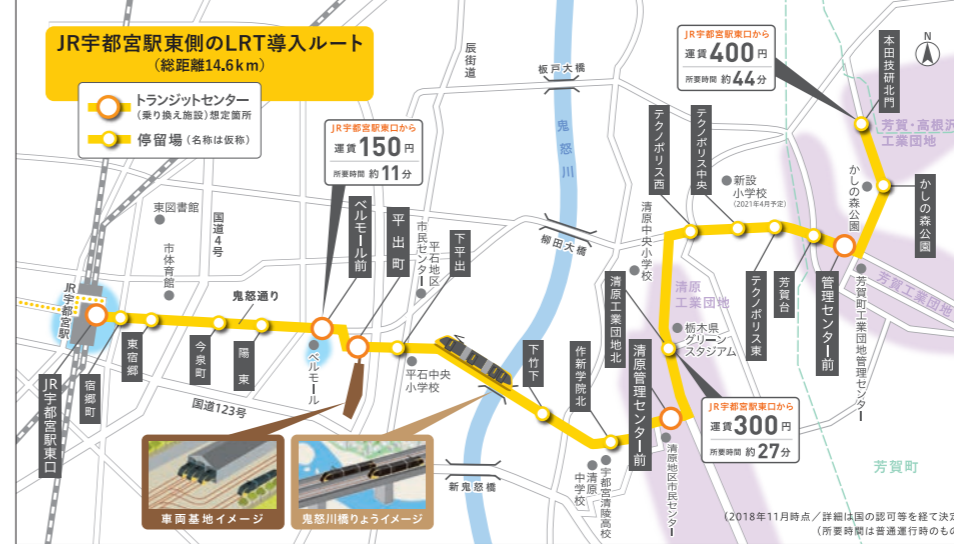 JR宇都宮駅東側のLRT導入ルート
(総距離14.6km)
トランジットセンター
(乗り換え施設)想定箇所
停留場(名称は仮称)
辰街道
板戸大橋
鬼怒川
柳田大橋
新鬼怒橋
N
JR宇都宮駅東口から
運賃400円
所要時間 約44分
JR宇都宮駅東口から
運賃150円
所要時間 約11分
JR宇都宮駅東口から
運賃300円
所要時間 約27分
東図書館
国道4号
市体育館
鬼怒通り
国道123号
JR宇都宮駅
JR宇都宮駅東口
宿郷町
東宿郷
今泉町
陽東
ベルモール
ベルモール前
平出町
平石地区
市民センター
下平出
平石中央
小学校
下竹下
作新学院北
清原
中学校
宇都宮清陵高校
清原工業団地北
清原管理センター前
清原地区市民センター
清原
工業団地
栃木県
グリーン
スタジアム
清原中央小学校
テクノポリス西
テクノポリス中央
新設
小学校
(2021年4月予定)
テクノポリス東
芳賀台
管理センター前
芳賀町工業団地管理センター
芳賀工業団地
かしの森公園
かしの森公園
本田技研北門
芳賀・高根沢
工業団地
芳賀町
車両基地イメージ
鬼怒川橋りょうイメージ
(2018年11月時点/詳細は国の認可等を経て決定
(所要時間は普通運行時のもの